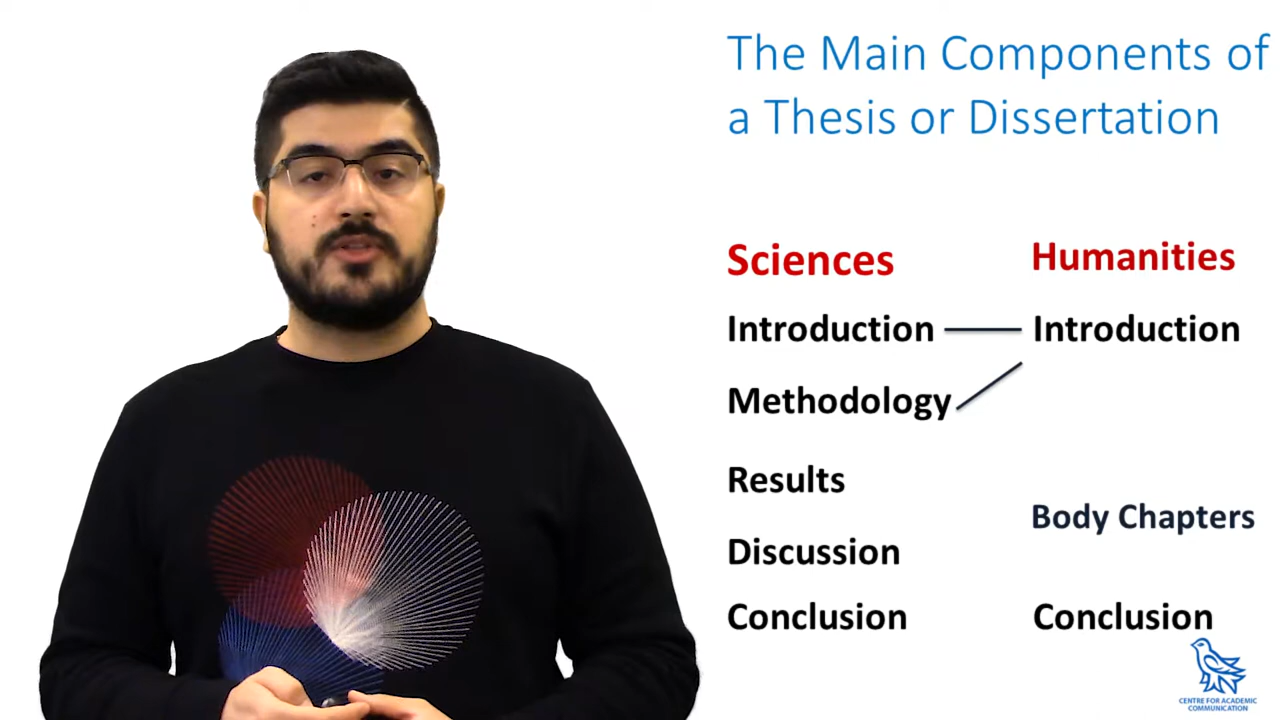 The Main Components of
a Thesis or Dissertation
Sciences
Humanities
Introduction
Introduction
Methodology
Results
Body Chapters
Discussion
Conclusion
Conclusion
CENTRE FOR ACADEMIC
COMMUNICATION